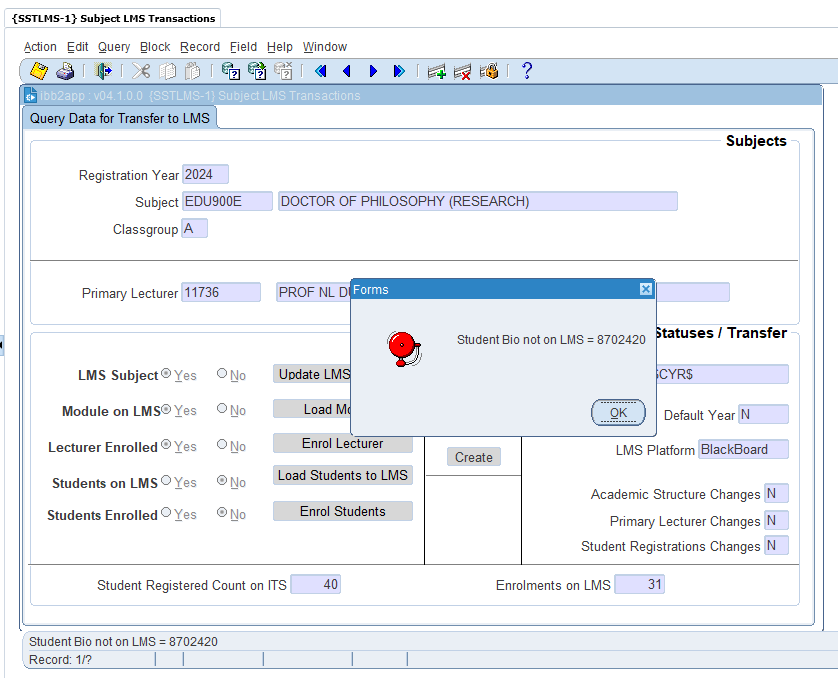 {SSTLMS-1} Subject LMS Transactions
Action Edit Query Block Record Field Help Window
ibb2app : v04.1.0.0 {SSTLMS-1} Subject LMS Transactions
Query Data for Transfer to LMS
Subjects
Registration Year 2024
Subject EDU900E DOCTOR OF PHILOSOPHY (RESEARCH)
Classgroup A
Primary Lecturer 11736 PROF NL
Forms
Student Bio not on LMS = 8702420
OK
Statuses / Transfer
LMS Subject Yes No Update LMS CYR$
Module on LMS Yes No Load Default Year N
Lecturer Enrolled Yes No Enrol Lecturer LMS Platform BlackBoard
Create
Students on LMS Yes No Load Students to LMS Academic Structure Changes N
Students Enrolled Yes No Enrol Students Primary Lecturer Changes N
Student Registrations Changes N
Student Registered Count on ITS 40 Enrolments on LMS 31
Student Bio not on LMS = 8702420
Record: 1/?